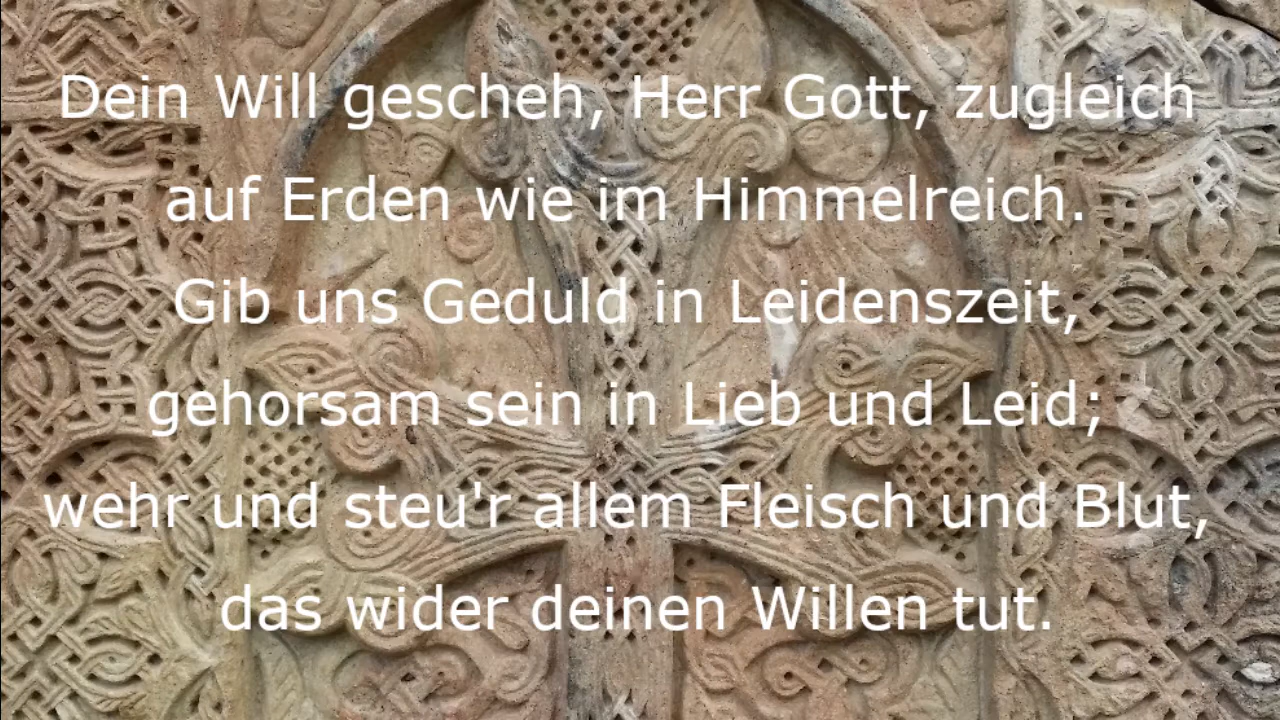 Dein Will gescheh, Herr Gott, zugleich
auf Erden wie im Himmelreich.
Gib uns Geduld in Leidenszeit,
gehorsam sein in Lieb und Leid;
wehr und steu'r allem Fleisch und Blut,
das wider deinen Willen tut.